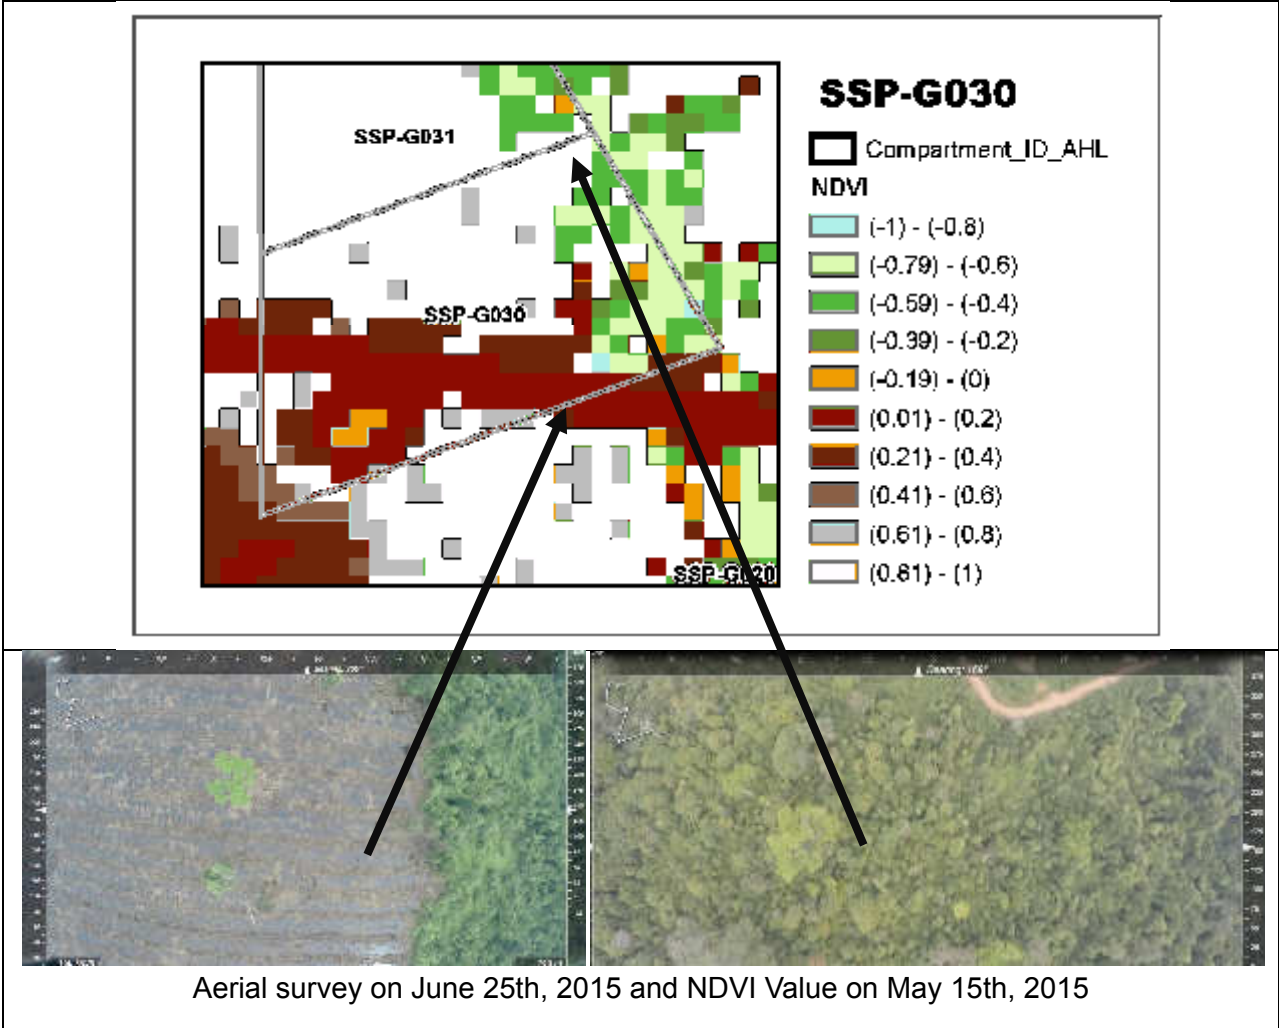 SSP-G030
SSP-G031
Compartment_ID_AHL
NDVI
(-1) - (-0.8)
(-0.79) - (-0.6)
(-0.59) - (-0.4)
(-0.39) - (-0.2)
(-0.19) - (0)
(0.01) - (0.2)
(0.21) - (0.4)
(0.41) - (0.6)
(0.61) - (0.8)
(0.81) - (1)
SSP-G030
SSP-G020
Aerial survey on June 25th, 2015 and NDVI Value on May 15th, 2015